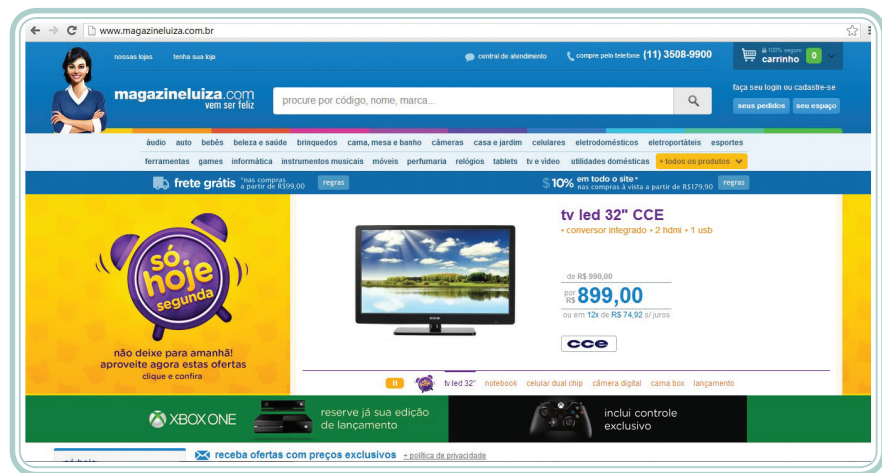 www.magazineluiza.com.br
nossas lojas tenha sua loja central de atendimento compre pelo telefone (11) 3508-9900 100% seguro
carrinho 0
magazineluiza.com
vem ser feliz
procure por código, nome, marca...
faça seu login ou cadastre-se
seus pedidos seu espaço
áudio auto bebês beleza e saúde brinquedos cama, mesa e banho câmeras casa e jardim celulares eletrodomésticos eletroportáteis esportes
ferramentas games informática instrumentos musicais móveis perfumaria relógios tablets tv e vídeo utilidades domésticas + todos os produtos
frete grátis *nas compras a partir de R$99,00 regras
$ 10% em todo o site* nas compras à vista a partir de R$179,90 regras
só
hoje
segunda
não deixe para amanhã!
aproveite agora estas ofertas
clique e confira
tv led 32" CCE
• conversor integrado • 2 hdmi • 1 usb
de R$ 990,00
por R$ 899,00
ou em 12x de R$ 74,92 s/ juros
cce
tv led 32" notebook celular dual chip câmera digital cama box lançamento
XBOX ONE
reserve já sua edição
de lançamento
inclui controle
exclusivo
receba ofertas com preços exclusivos + política de privacidade